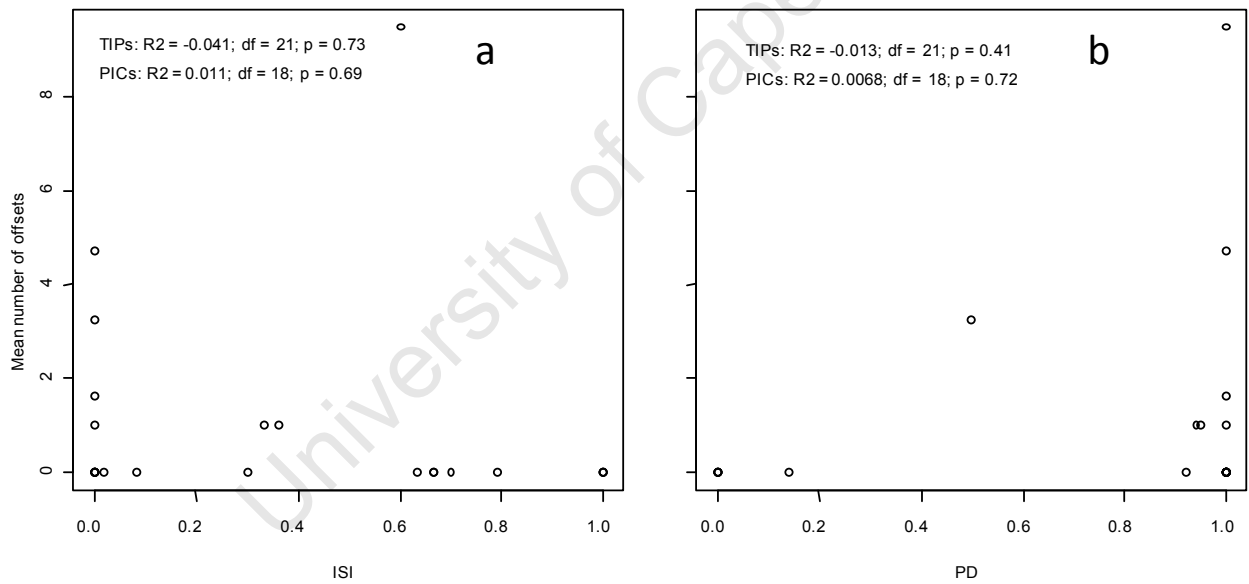 TIPs: R2 = -0.041; df = 21; p = 0.73
PICs: R2 = 0.011; df = 18; p = 0.69
a
TIPs: R2 = -0.013; df = 21; p = 0.41
PICs: R2 = 0.0068; df = 18; p = 0.72
b
Mean number of offsets
8
6
4
2
0
0.0 0.2 0.4 0.6 0.8 1.0
ISI
0.0 0.2 0.4 0.6 0.8 1.0
PD
University of Cape